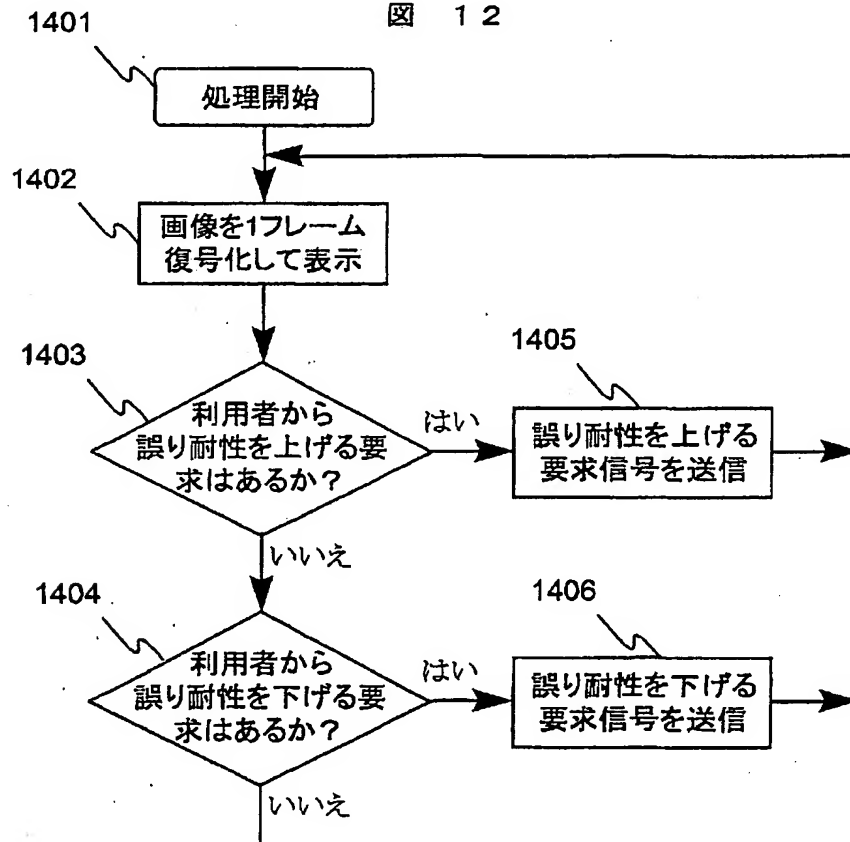 図 12
1401
処理開始
1402
画像を1フレーム
復号化して表示
1403
利用者から
誤り耐性を上げる要
求はあるか?
はい
1405
誤り耐性を上げる
要求信号を送信
いいえ
1404
利用者から
誤り耐性を下げる要
求はあるか?
はい
1406
誤り耐性を下げる
要求信号を送信
いいえ